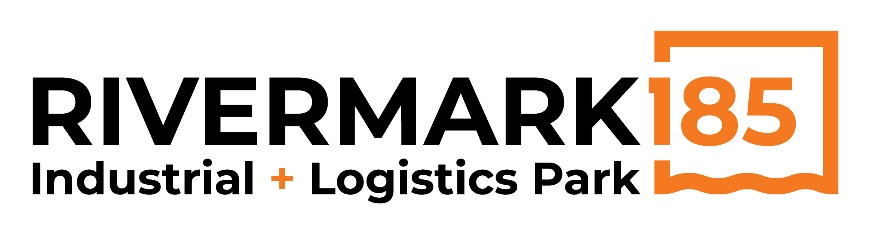 RIVERMARK185
Industrial + Logistics Park